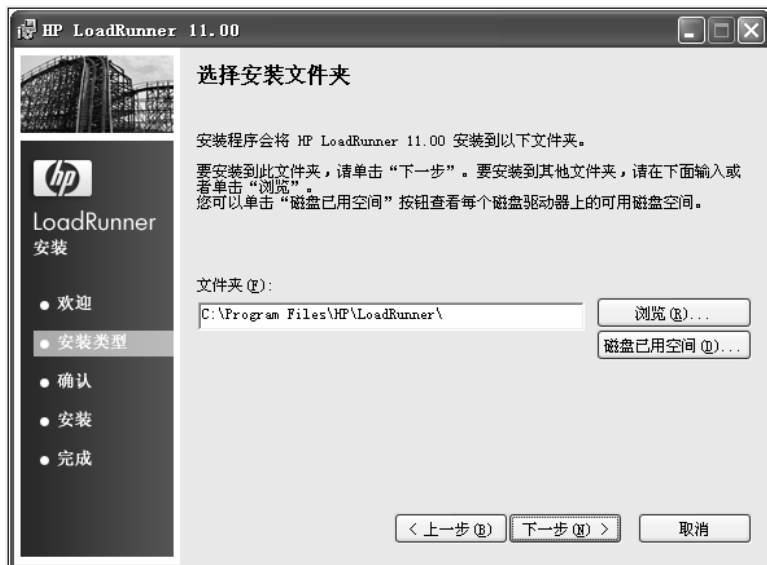 HP LoadRunner 11.00
选择安装文件夹
安装程序会将 HP LoadRunner 11.00 安装到以下文件夹。
要安装到此文件夹，请单击“下一步”。要安装到其他文件夹，请在下面输入或
者单击“浏览”。
您可以单击“磁盘已用空间”按钮查看每个磁盘驱动器上的可用磁盘空间。
hp
LoadRunner
安装
欢迎
安装类型
确认
安装
完成
文件夹(F):
C:\Program Files\HP\LoadRunner\
浏览(R)...
磁盘已用空间(D)...
< 上一步(B)
下一步(N) >
取消